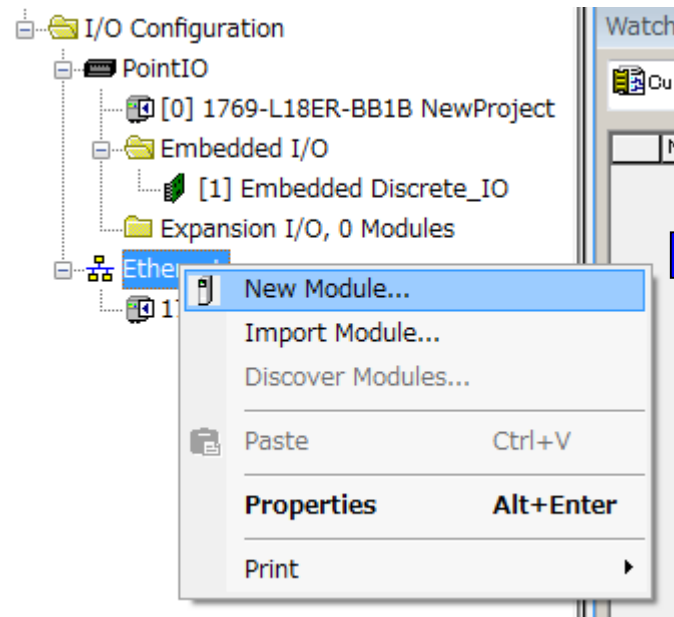 I/O Configuration
PointIO
[0] 1769-L18ER-BB1B NewProject
Embedded I/O
[1] Embedded Discrete_IO
Expansion I/O, 0 Modules
New Module...
Import Module...
Discover Modules...
Paste Ctrl+V
Properties Alt+Enter
Print